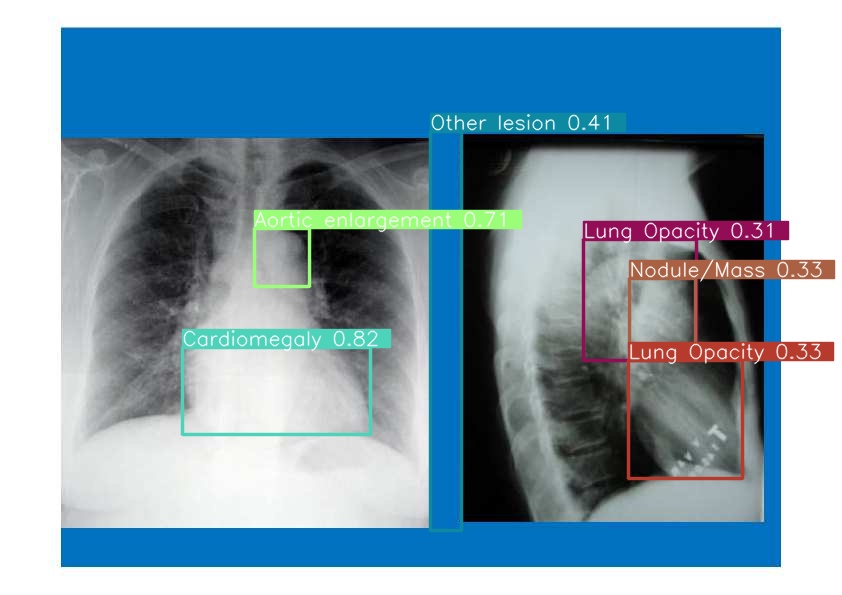 Other lesion 0.41
Aortic enlargement 0.71
Lung Opacity 0.31
Nodule/Mass 0.33
Cardiomegaly 0.82
Lung Opacity 0.33